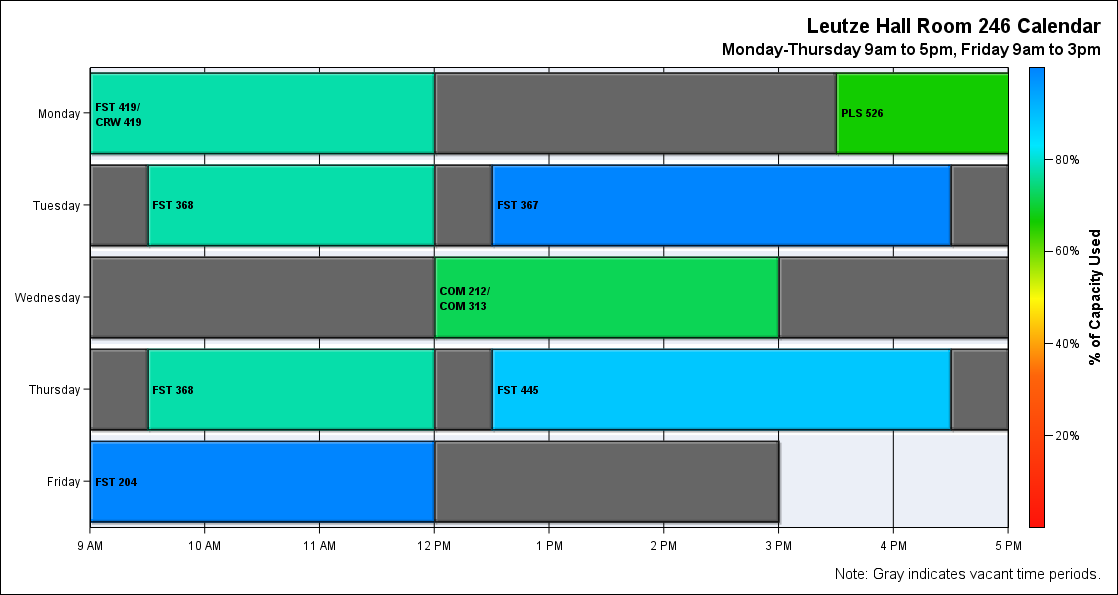 Leutze Hall Room 246 Calendar
Monday-Thursday 9am to 5pm, Friday 9am to 3pm
Monday
FST 419/
CRW 419
PLS 526
Tuesday
FST 368
FST 367
Wednesday
COM 212/
COM 313
Thursday
FST 368
FST 445
Friday
FST 204
9 AM
10 AM
11 AM
12 PM
1 PM
2 PM
3 PM
4 PM
5 PM
80%
60%
40%
20%
% of Capacity Used
Note: Gray indicates vacant time periods.